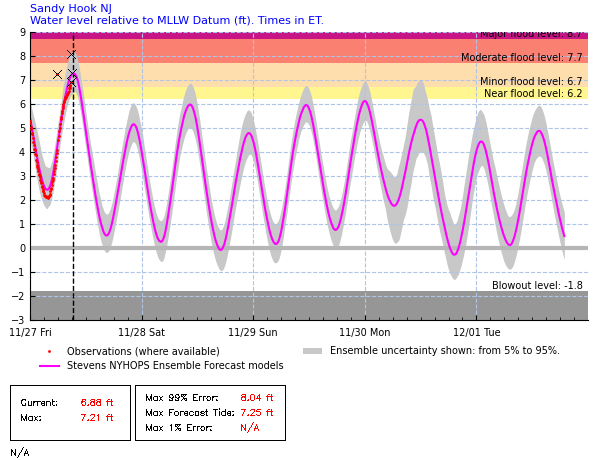 Sandy Hook NJ
Water level relative to MLLW Datum (ft). Times in ET.
9
Major flood level: 8.7
8
Moderate flood level: 7.7
7
Minor flood level: 6.7
Near flood level: 6.2
6
5
4
3
2
1
0
−1
Blowout level: -1.8
−2
−3
11/27 Fri 11/28 Sat 11/29 Sun 11/30 Mon 12/01 Tue
Observations (where available)
Stevens NYHOPS Ensemble Forecast models
Ensemble uncertainty shown: from 5% to 95%.
Current: 6.88 ft
Max: 7.21 ft
Max 99% Error: 8.04 ft
Max Forecast Tide: 7.25 ft
Max 1% Error: N/A
N/A